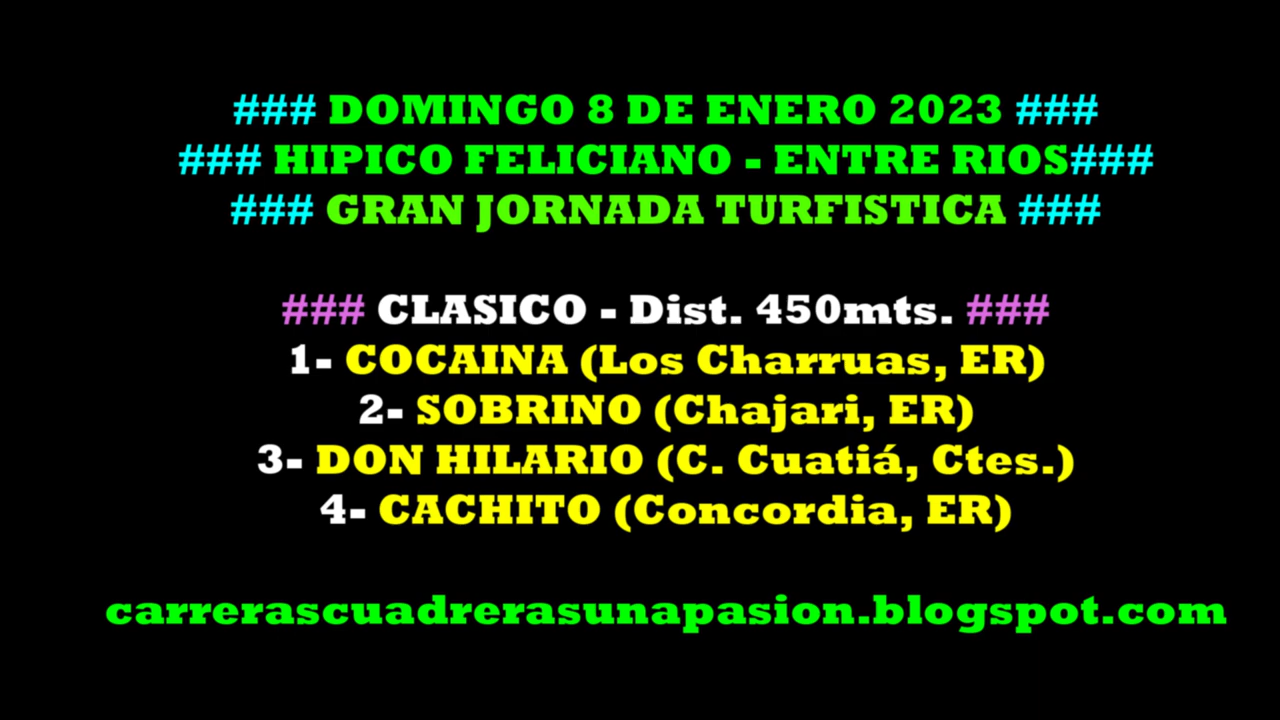 ### DOMINGO 8 DE ENERO 2023 ###
### HIPICO FELICIANO - ENTRE RIOS###
### GRAN JORNADA TURFISTICA ###
### CLASICO - Dist. 450mts. ###
1- COCAINA (Los Charruas, ER)
2- SOBRINO (Chajari, ER)
3- DON HILARIO (C. Cuatiá, Ctes.)
4- CACHITO (Concordia, ER)
carrerascuadrerasunapasion.blogspot.com